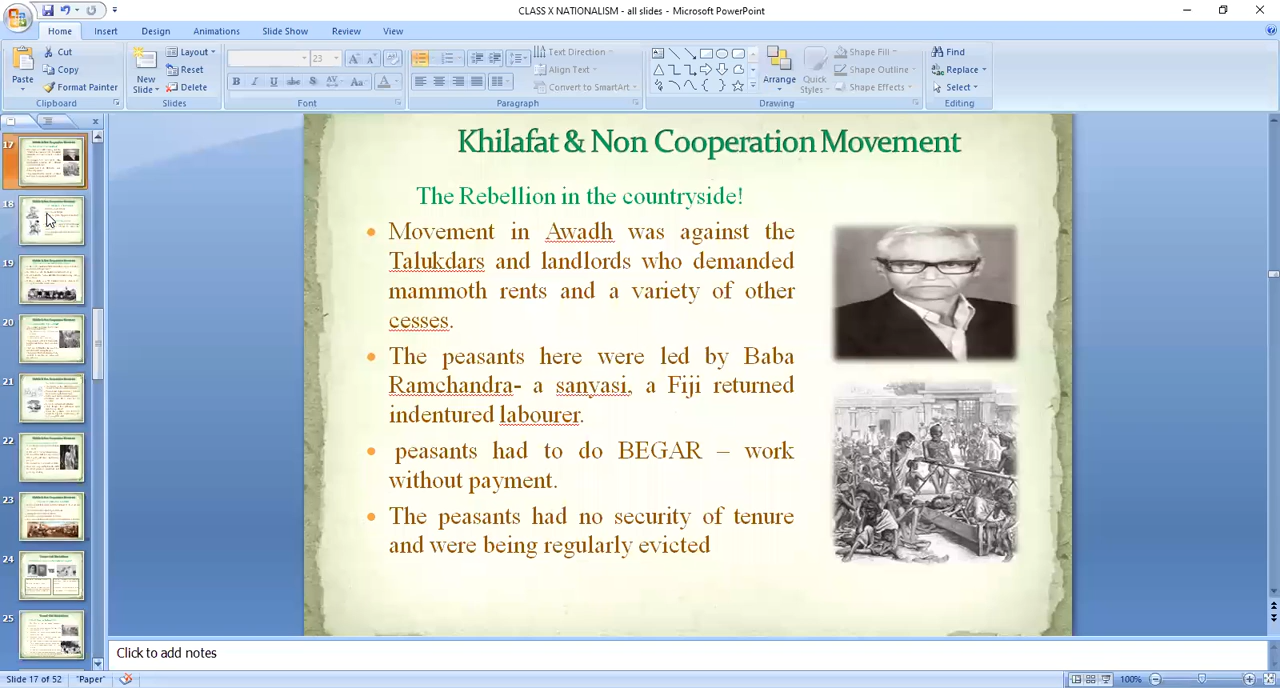 CLASS X NATIONALISM - all slides - Microsoft PowerPoint
Home Insert Design Animations Slide Show Review View
Cut Layout 23 Text Direction Shape Fill Find
Paste Copy New Slide Reset Align Text Arrange Quick Styles Shape Outline Replace
Format Painter Delete B I U abc S AV Aa A Convert to SmartArt Shape Effects Select
Clipboard Slides Font Paragraph Drawing Editing
17
18
19
20
21
22
23
24
25
Khilafat & Non Cooperation Movement
The Rebellion in the countryside!
Movement in Awadh was against the
Talukdars and landlords who demanded
mammoth rents and a variety of other
cesses.
The peasants here were led by Baba
Ramchandra- a sanyasi, a Fiji returned
indentured labourer.
peasants had to do BEGAR – work
without payment.
The peasants had no security of tenure
and were being regularly evicted
Click to add notes
Slide 17 of 52 "Paper" 100%